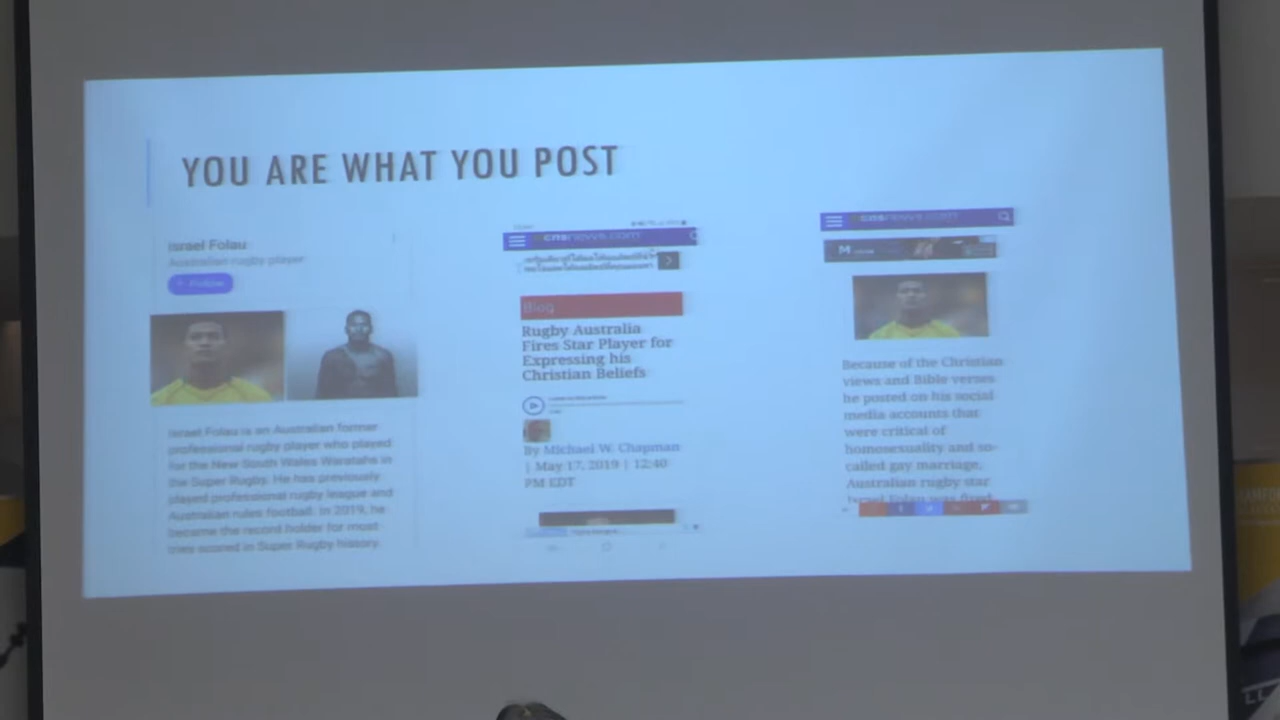 YOU ARE WHAT YOU POST
Israel Folau
Australian rugby player
+ Follow
Israel Folau is an Australian former
professional rugby player who played
for the New South Wales Waratahs in
the Super Rugby. He has previously
played professional rugby league and
Australian rules football. In 2019, he
became the record holder for most
tries scored in Super Rugby history.
cnsnews.com
Blog
Rugby Australia
Fires Star Player for
Expressing his
Christian Beliefs
By Michael W. Chapman
| May 17, 2019 | 12:40
PM EDT
cnsnews.com
M
Because of the Christian
views and Bible verses
he posted on his social
media accounts that
were critical of
homosexuality and so-
called gay marriage,
Australian rugby star
Israel Folau was fired